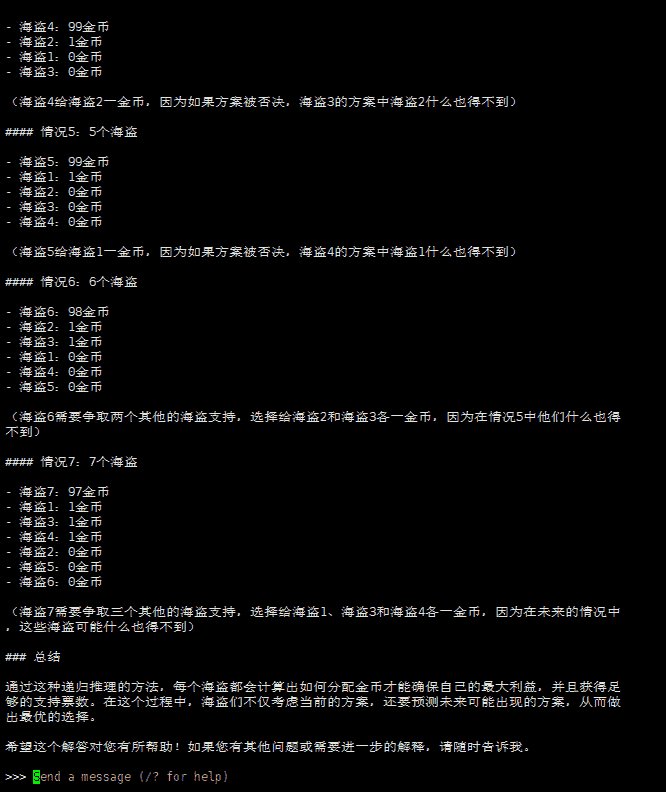 - 海盗4: 99金币
- 海盗2: 1金币
- 海盗1: 0金币
- 海盗3: 0金币
（海盗4给海盗2一金币, 因为如果方案被否决, 海盗3的方案中海盗2什么也得不到）
#### 情况5: 5个海盗
- 海盗5: 99金币
- 海盗1: 1金币
- 海盗2: 0金币
- 海盗3: 0金币
- 海盗4: 0金币
（海盗5给海盗1一金币, 因为如果方案被否决, 海盗4的方案中海盗1什么也得不到）
#### 情况6: 6个海盗
- 海盗6: 98金币
- 海盗2: 1金币
- 海盗3: 1金币
- 海盗1: 0金币
- 海盗4: 0金币
- 海盗5: 0金币
（海盗6需要争取两个其他的海盗支持, 选择给海盗2和海盗3各一金币, 因为在情况5中他们什么也得
不到）
#### 情况7: 7个海盗
- 海盗7: 97金币
- 海盗1: 1金币
- 海盗3: 1金币
- 海盗4: 1金币
- 海盗2: 0金币
- 海盗5: 0金币
- 海盗6: 0金币
（海盗7需要争取三个其他的海盗支持, 选择给海盗1、海盗3和海盗4各一金币, 因为在未来的情况中
, 这些海盗可能什么也得不到）
### 总结
通过这种递归推理的方法, 每个海盗都会计算出如何分配金币才能确保自己的最大利益, 并且获得足
够的支持票数。在这个过程中, 海盗们不仅考虑当前的方案, 还要预测未来可能出现的方案, 从而做
出最优的选择。
希望这个解答对您有所帮助! 如果您有其他问题或需要进一步的解释, 请随时告诉我。
>>> Send a message (/? for help)